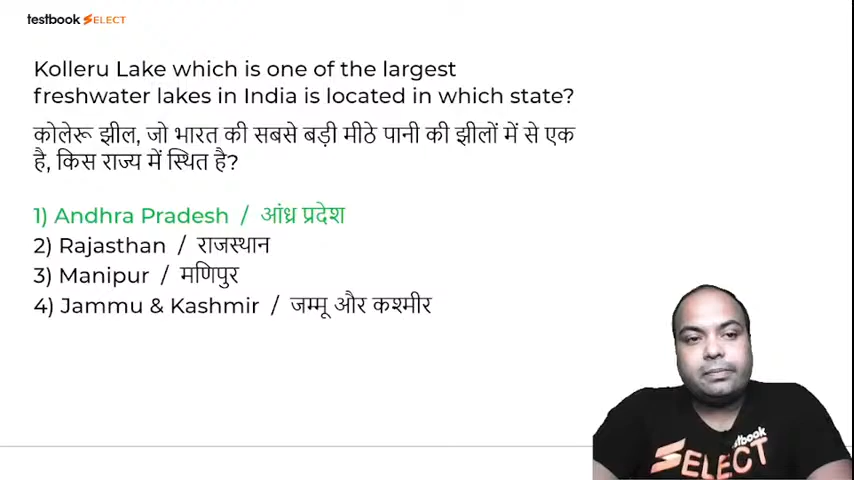 testbook SELECT
Kolleru Lake which is one of the largest
freshwater lakes in India is located in which state?
कोलेरू झील, जो भारत की सबसे बड़ी मीठे पानी की झीलों में से एक
है, किस राज्य में स्थित है?
1) Andhra Pradesh / आंध्र प्रदेश
2) Rajasthan / राजस्थान
3) Manipur / मणिपुर
4) Jammu & Kashmir / जम्मू और कश्मीर
testbook
SELECT